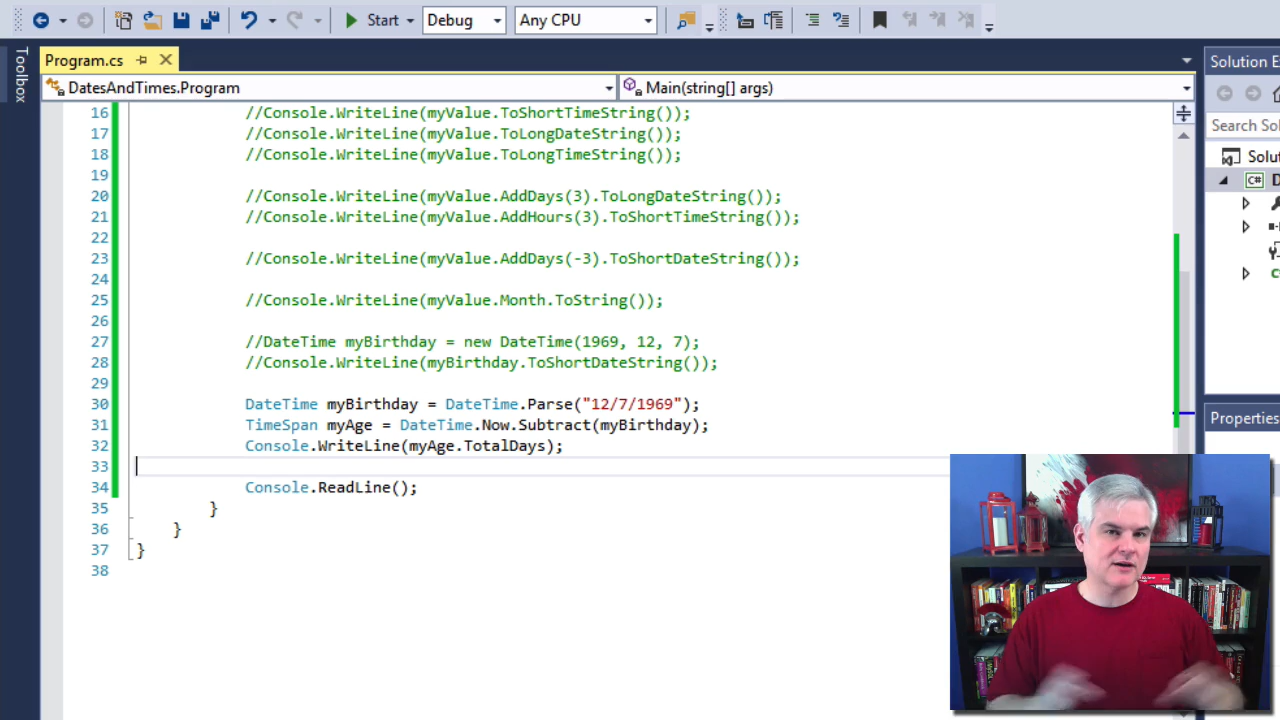 Start
Debug
Any CPU
Toolbox
Program.cs
Solution E
DatesAndTimes.Program
Main(string[] args)
Search Sol
Solut
C# D
16 //Console.WriteLine(myValue.ToShortTimeString());
17 //Console.WriteLine(myValue.ToLongDateString());
18 //Console.WriteLine(myValue.ToLongTimeString());
19
20 //Console.WriteLine(myValue.AddDays(3).ToLongDateString());
21 //Console.WriteLine(myValue.AddHours(3).ToShortTimeString());
22
23 //Console.WriteLine(myValue.AddDays(-3).ToShortDateString());
24
25 //Console.WriteLine(myValue.Month.ToString());
26
27 //DateTime myBirthday = new DateTime(1969, 12, 7);
28 //Console.WriteLine(myBirthday.ToShortDateString());
29
30 DateTime myBirthday = DateTime.Parse("12/7/1969");
31 TimeSpan myAge = DateTime.Now.Subtract(myBirthday);
32 Console.WriteLine(myAge.TotalDays);
33
34 Console.ReadLine();
35 }
36 }
37 }
38
Properties